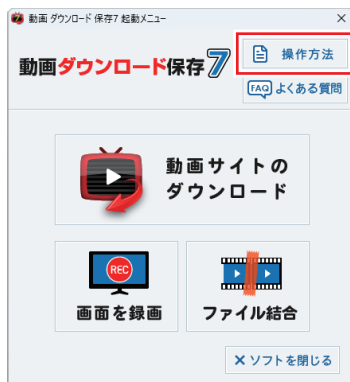 動画 ダウンロード 保存7 起動メニュー
動画ダウンロード保存7
操作方法
FAQ よくある質問
動画サイトの
ダウンロード
REC
画面を録画
ファイル結合
× ソフトを閉じる